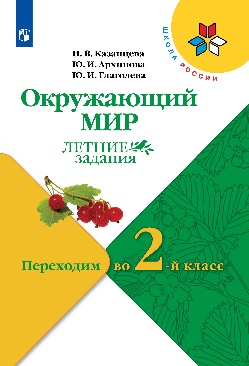 И. В. Казанцева
Ю. И. Архипова
Ю. И. Глаголева
ШКОЛА РОССИИ
Окружающий
МИР
ЛЕТНИЕ
задания
Переходим во 2-й класс